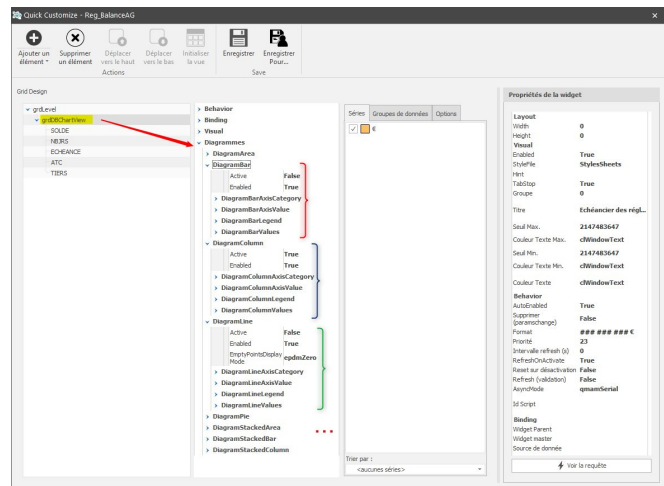 Quick Customize - Reg_BalanceAG
Ajouter un élément
Supprimer un élément
Déplacer vers le haut
Déplacer vers le bas
Initialiser la vue
Enregistrer
Enregistrer Pour...
Actions
Save
Grid Design
grdLevel
grdDBChartView
SOLDE
NBJRS
ECHEANCE
ATC
TIERS
Behavior
Binding
Visual
Diagrammes
DiagramArea
DiagramBar
Active False
Enabled True
DiagramBarAxisCategory
DiagramBarAxisValue
DiagramBarLegend
DiagramBarValues
DiagramColumn
Active True
Enabled True
DiagramColumnAxisCategory
DiagramColumnAxisValue
DiagramColumnLegend
DiagramColumnValues
DiagramLine
Active False
Enabled True
EmptyPointsDisplay Mode epdmZero
DiagramLineAxisCategory
DiagramLineAxisValue
DiagramLineLegend
DiagramLineValues
DiagramPie
DiagramStackedArea
DiagramStackedBar
DiagramStackedColumn
Séries
Groupes de données
Options
€
Trier par :
<aucunes séries>
Propriétés de la widget
Layout
Width 0
Height 0
Visual
Enabled True
StyleFile StylesSheets
Hint
TabStop True
Groupe 0
Titre Echéancier des régl...
Seuil Max. 2147483647
Couleur Texte Max. clWindowText
Seuil Min. 2147483647
Couleur Texte Min. clWindowText
Couleur Texte clWindowText
Behavior
AutoEnabled True
Supprimer (paramschange) False
Format ### ### ### €
Priorité 23
Intervalle refresh (s) 0
RefreshOnActivate True
Reset sur désactivation False
Refresh (validation) False
AsyncMode qmamSerial
Id Script
Binding
Widget Parent
Widget master
Source de donnée
Voir la requête